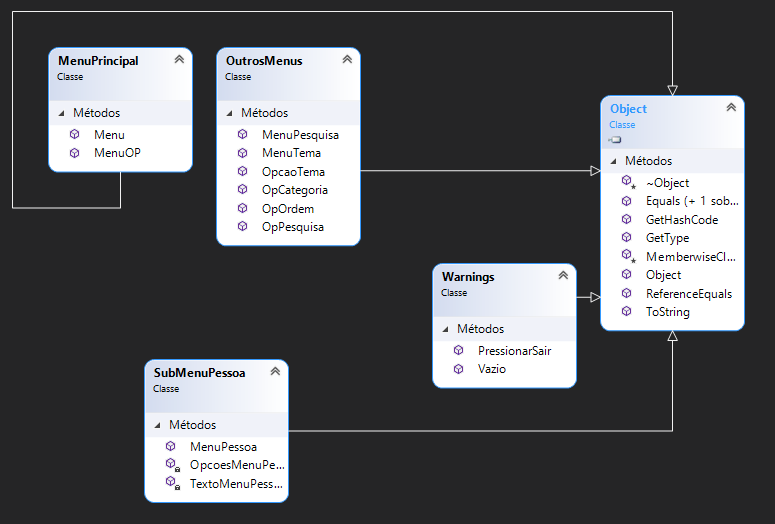 MenuPrincipal
Classe
Métodos
Menu
MenuOP
OutrosMenus
Classe
Métodos
MenuPesquisa
MenuTema
OpcaoTema
OpCategoria
OpOrdem
OpPesquisa
Object
Classe
Métodos
~Object
Equals (+ 1 sob...
GetHashCode
GetType
MemberwiseCl...
Object
ReferenceEquals
ToString
Warnings
Classe
Métodos
PressionarSair
Vazio
SubMenuPessoa
Classe
Métodos
MenuPessoa
OpcoesMenuPe...
TextoMenuPess...